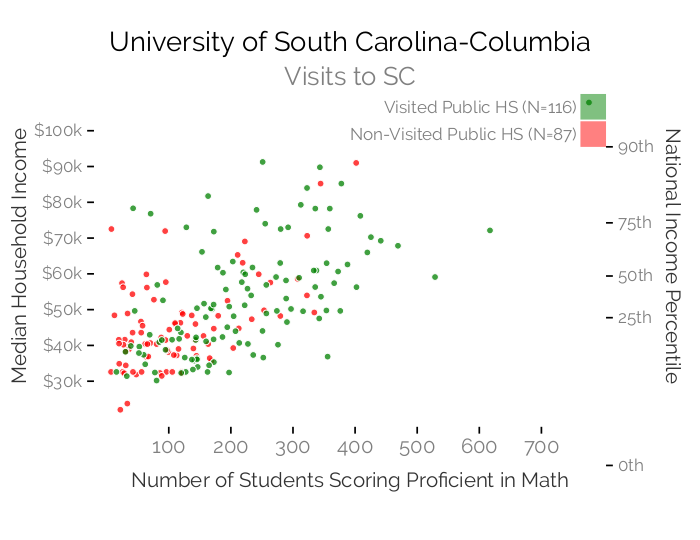 University of South Carolina-Columbia
Visits to SC
Visited Public HS (N=116)
Non-Visited Public HS (N=87)
Median Household Income
$100k
$90k
$80k
$70k
$60k
$50k
$40k
$30k
National Income Percentile
90th
75th
50th
25th
0th
100 200 300 400 500 600 700
Number of Students Scoring Proficient in Math